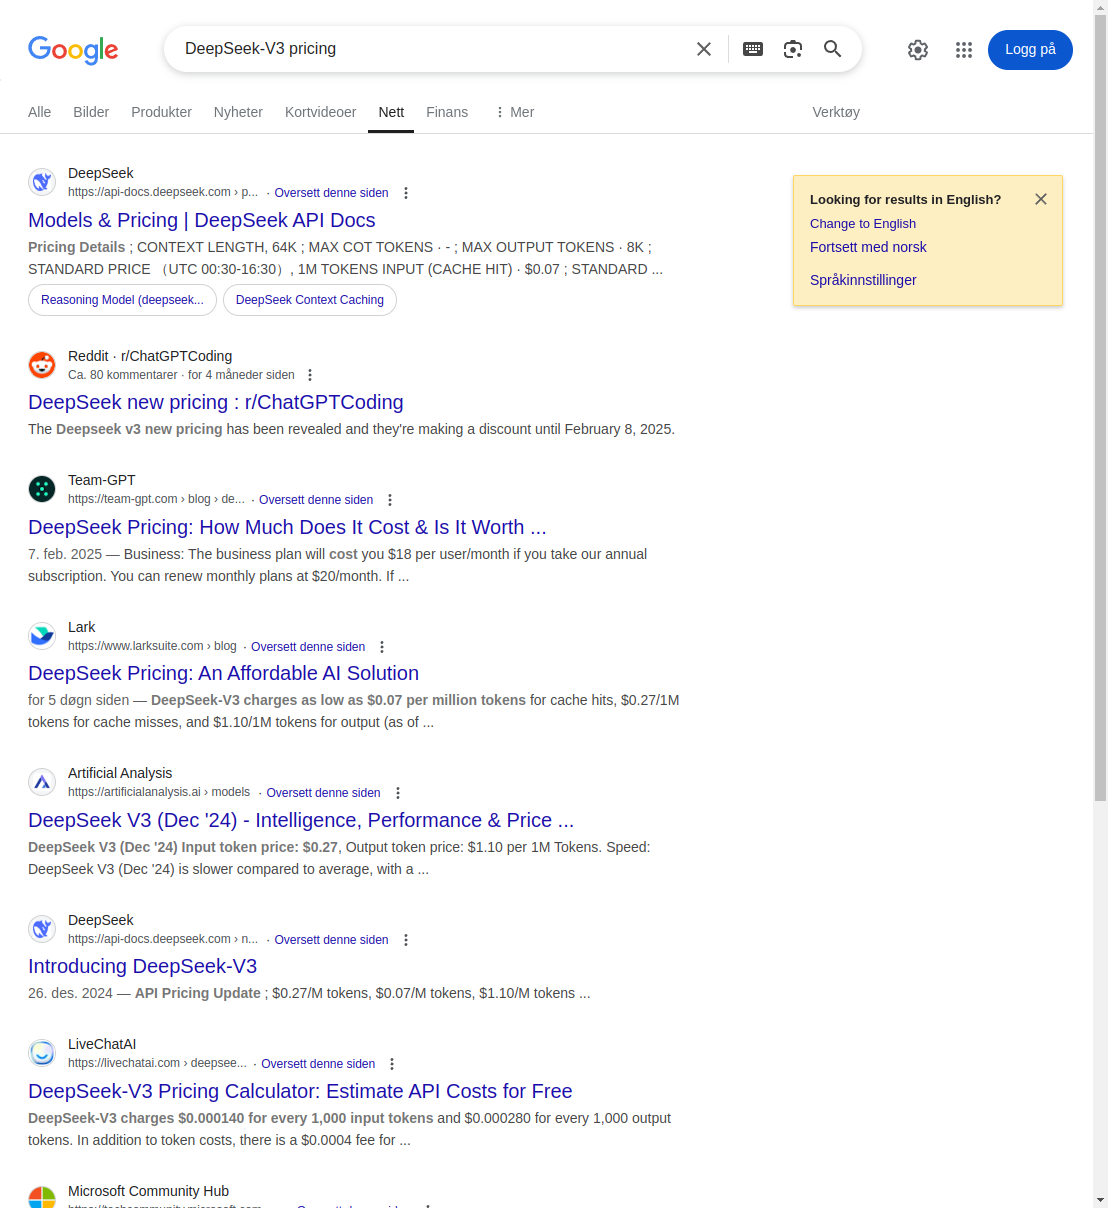 Google
DeepSeek-V3 pricing
Logg på
Alle
Bilder
Produkter
Nyheter
Kortvideoer
Nett
Finans
Mer
Verktøy
DeepSeek
https://api-docs.deepseek.com › p... · Oversett denne siden
Models & Pricing | DeepSeek API Docs
Pricing Details ; CONTEXT LENGTH, 64K ; MAX COT TOKENS · - ; MAX OUTPUT TOKENS · 8K ;
STANDARD PRICE （UTC 00:30-16:30）, 1M TOKENS INPUT (CACHE HIT) · $0.07 ; STANDARD ...
Reasoning Model (deepseek...
DeepSeek Context Caching
Looking for results in English?
Change to English
Fortsett med norsk
Språkinnstillinger
Reddit · r/ChatGPTCoding
Ca. 80 kommentarer · for 4 måneder siden
DeepSeek new pricing : r/ChatGPTCoding
The Deepseek v3 new pricing has been revealed and they're making a discount until February 8, 2025.
Team-GPT
https://team-gpt.com › blog › de... · Oversett denne siden
DeepSeek Pricing: How Much Does It Cost & Is It Worth ...
7. feb. 2025 — Business: The business plan will cost you $18 per user/month if you take our annual
subscription. You can renew monthly plans at $20/month. If ...
Lark
https://www.larksuite.com › blog · Oversett denne siden
DeepSeek Pricing: An Affordable AI Solution
for 5 døgn siden — DeepSeek-V3 charges as low as $0.07 per million tokens for cache hits, $0.27/1M
tokens for cache misses, and $1.10/1M tokens for output (as of ...
Artificial Analysis
https://artificialanalysis.ai › models · Oversett denne siden
DeepSeek V3 (Dec '24) - Intelligence, Performance & Price ...
DeepSeek V3 (Dec '24) Input token price: $0.27, Output token price: $1.10 per 1M Tokens. Speed:
DeepSeek V3 (Dec '24) is slower compared to average, with a ...
DeepSeek
https://api-docs.deepseek.com › n... · Oversett denne siden
Introducing DeepSeek-V3
26. des. 2024 — API Pricing Update ; $0.27/M tokens, $0.07/M tokens, $1.10/M tokens ...
LiveChatAI
https://livechatai.com › deepsee... · Oversett denne siden
DeepSeek-V3 Pricing Calculator: Estimate API Costs for Free
DeepSeek-V3 charges $0.000140 for every 1,000 input tokens and $0.000280 for every 1,000 output
tokens. In addition to token costs, there is a $0.0004 fee for ...
Microsoft Community Hub